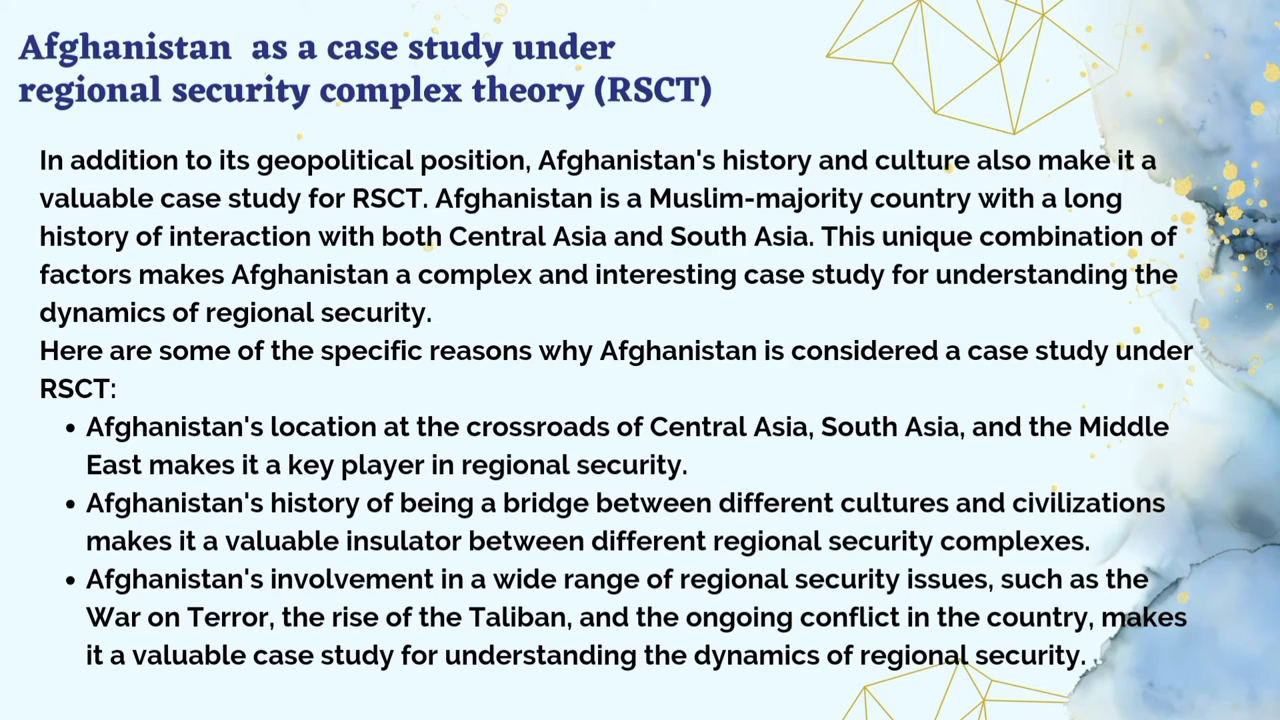 Afghanistan as a case study under
regional security complex theory (RSCT)
In addition to its geopolitical position, Afghanistan's history and culture also make it a
valuable case study for RSCT. Afghanistan is a Muslim-majority country with a long
history of interaction with both Central Asia and South Asia. This unique combination of
factors makes Afghanistan a complex and interesting case study for understanding the
dynamics of regional security.
Here are some of the specific reasons why Afghanistan is considered a case study under
RSCT:
• Afghanistan's location at the crossroads of Central Asia, South Asia, and the Middle
East makes it a key player in regional security.
• Afghanistan's history of being a bridge between different cultures and civilizations
makes it a valuable insulator between different regional security complexes.
• Afghanistan's involvement in a wide range of regional security issues, such as the
War on Terror, the rise of the Taliban, and the ongoing conflict in the country, makes
it a valuable case study for understanding the dynamics of regional security.